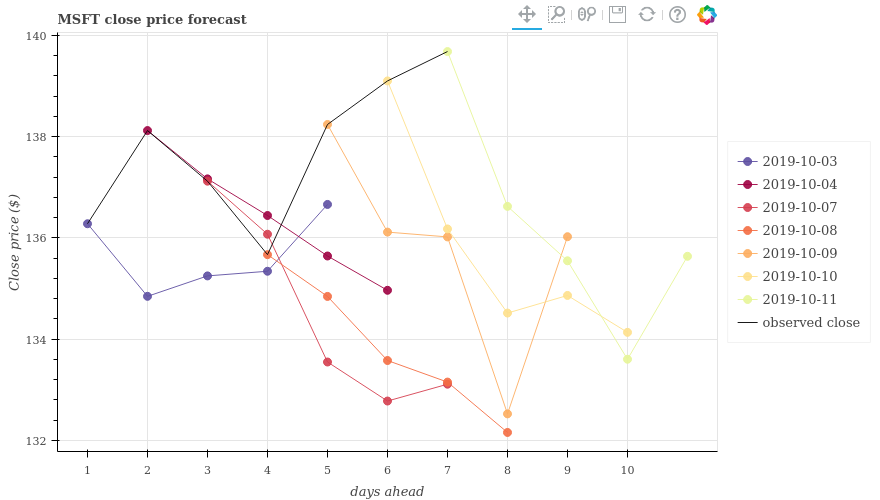 MSFT close price forecast
140
138
136
134
132
Close price ($)
1 2 3 4 5 6 7 8 9 10
days ahead
2019-10-03
2019-10-04
2019-10-07
2019-10-08
2019-10-09
2019-10-10
2019-10-11
observed close